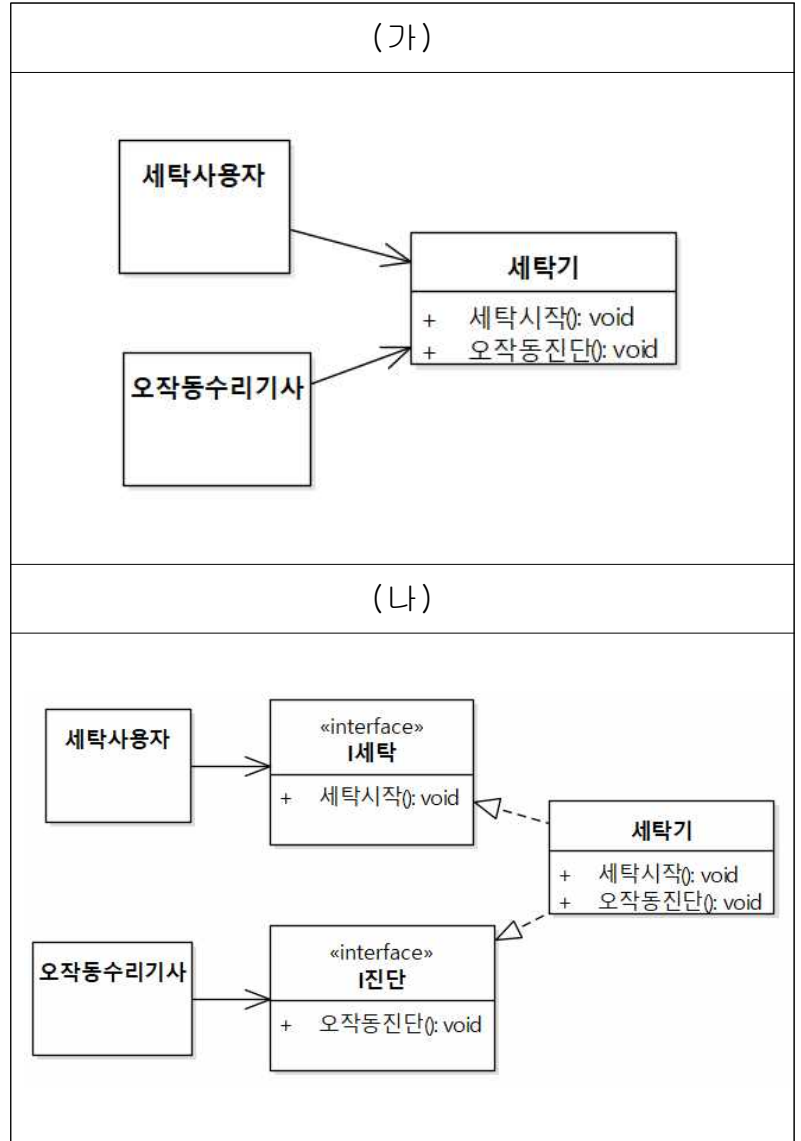 (가)
세탁사용자
세탁기
+ 세탁시작(): void
+ 오작동진단(): void
오작동수리기사
(나)
세탁사용자
«interface»
I세탁
+ 세탁시작(): void
세탁기
+ 세탁시작(): void
+ 오작동진단(): void
오작동수리기사
«interface»
I진단
+ 오작동진단(): void